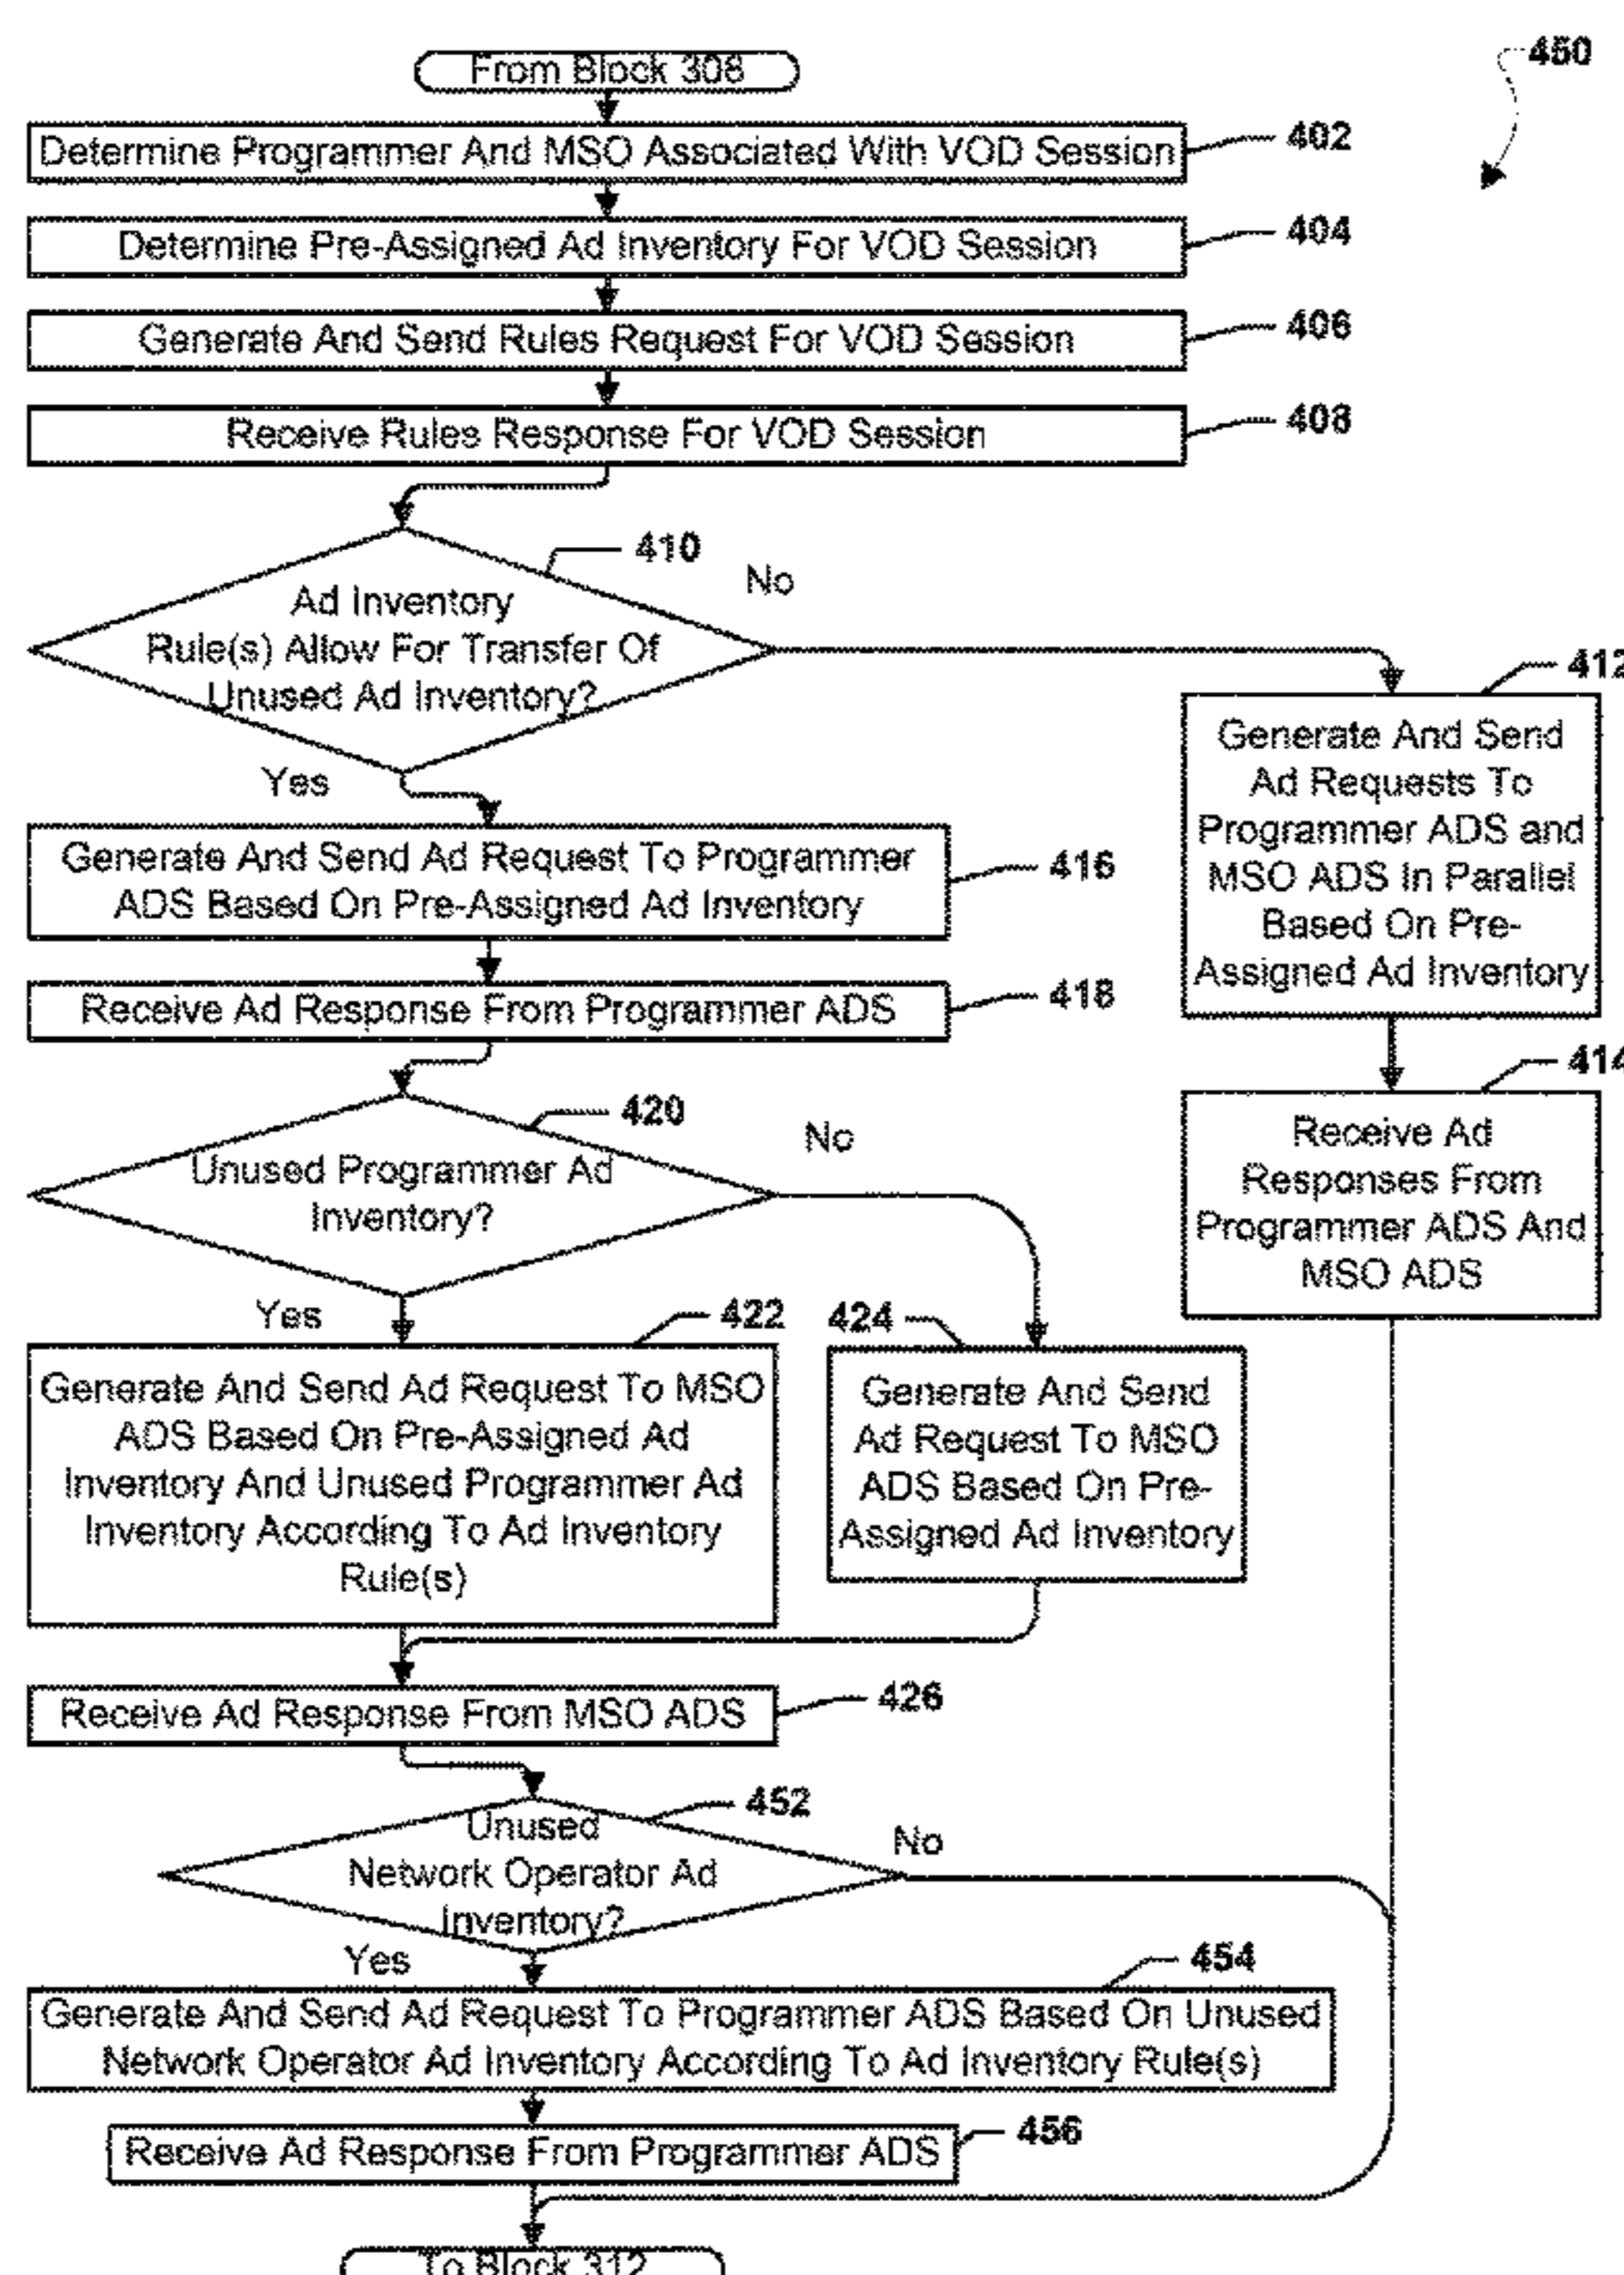 From Block 308
450
Determine Programmer And MSO Associated With VOD Session
402
Determine Pre-Assigned Ad Inventory For VOD Session
404
Generate And Send Rules Request For VOD Session
406
Receive Rules Response For VOD Session
408
410
No
Ad Inventory
Rule(s) Allow For Transfer Of
Unused Ad Inventory?
Yes
412
Generate And Send
Ad Requests To
Programmer ADS and
MSO ADS In Parallel
Based On Pre-
Assigned Ad Inventory
Generate And Send Ad Request To Programmer
ADS Based On Pre-Assigned Ad Inventory
416
Receive Ad Response From Programmer ADS
418
414
Receive Ad
Responses From
Programmer ADS And
MSO ADS
420
No
Unused Programmer Ad
Inventory?
Yes
422
Generate And Send Ad Request To MSO
ADS Based On Pre-Assigned Ad
Inventory And Unused Programmer Ad
Inventory According To Ad Inventory
Rule(s)
424
Generate And Send
Ad Request To MSO
ADS Based On Pre-
Assigned Ad Inventory
Receive Ad Response From MSO ADS
426
452
No
Unused
Network Operator Ad
Inventory?
Yes
454
Generate And Send Ad Request To Programmer ADS Based On Unused
Network Operator Ad Inventory According To Ad Inventory Rule(s)
Receive Ad Response From Programmer ADS
456
To Block 312